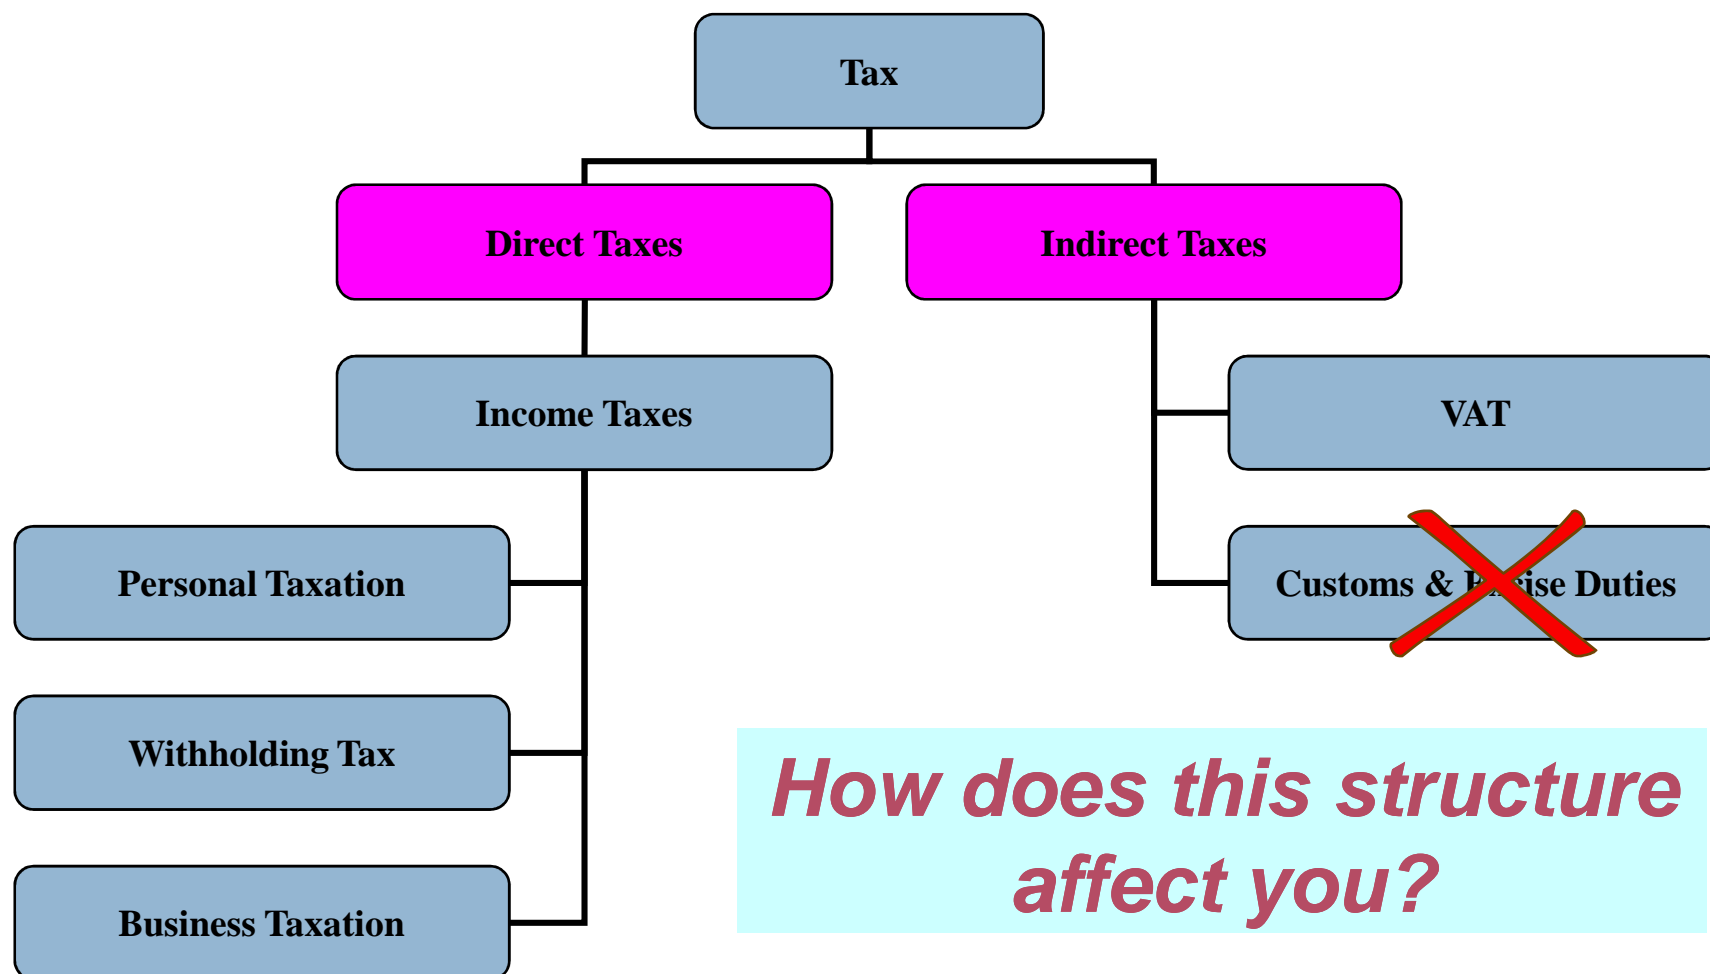 Tax
Direct Taxes
Indirect Taxes
Income Taxes
VAT
Personal Taxation
Customs & Excise Duties
Withholding Tax
Business Taxation
How does this structure
affect you?